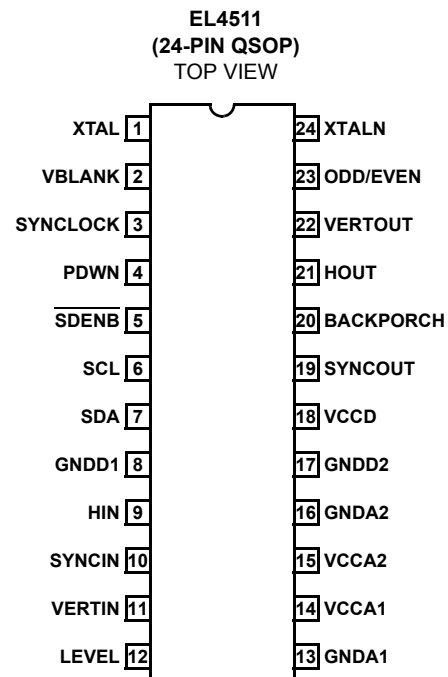 EL4511
(24-PIN QSOP)
TOP VIEW
XTAL 1 24 XTALN
VBLANK 2 23 ODD/EVEN
SYNCLOCK 3 22 VERTOUT
PDWN 4 21 HOUT
SDENB 5 20 BACKPORCH
SCL 6 19 SYNCOUT
SDA 7 18 VCCD
GNDD1 8 17 GNDD2
HIN 9 16 GNDA2
SYNCIN 10 15 VCCA2
VERTIN 11 14 VCCA1
LEVEL 12 13 GNDA1